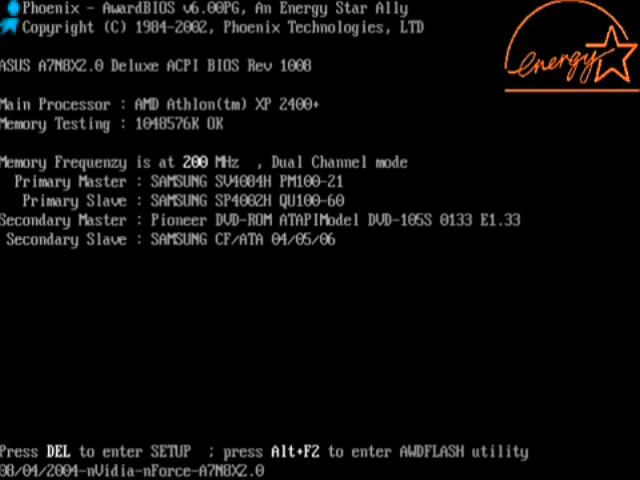 Phoenix - AwardBIOS v6.00PG, An Energy Star Ally
Copyright (C) 1984-2002, Phoenix Technologies, LTD
energy
ASUS A7N8X2.0 Deluxe ACPI BIOS Rev 1008
Main Processor : AMD Athlon(tm) XP 2400+
Memory Testing : 1048576K OK
Memory Frequenzy is at 200 MHz , Dual Channel mode
Primary Master : SAMSUNG SV4084H PM100-21
Primary Slave : SAMSUNG SP4002H QU100-60
Secondary Master : Pioneer DVD-ROM ATAPIModel DVD-105S 0133 E1.33
Secondary Slave : SAMSUNG CF/ATA 04/05/06
Press DEL to enter SETUP ; press Alt+F2 to enter AWDFLASH utility
08/04/2004-nVidia-nForce-A7N8X2.0